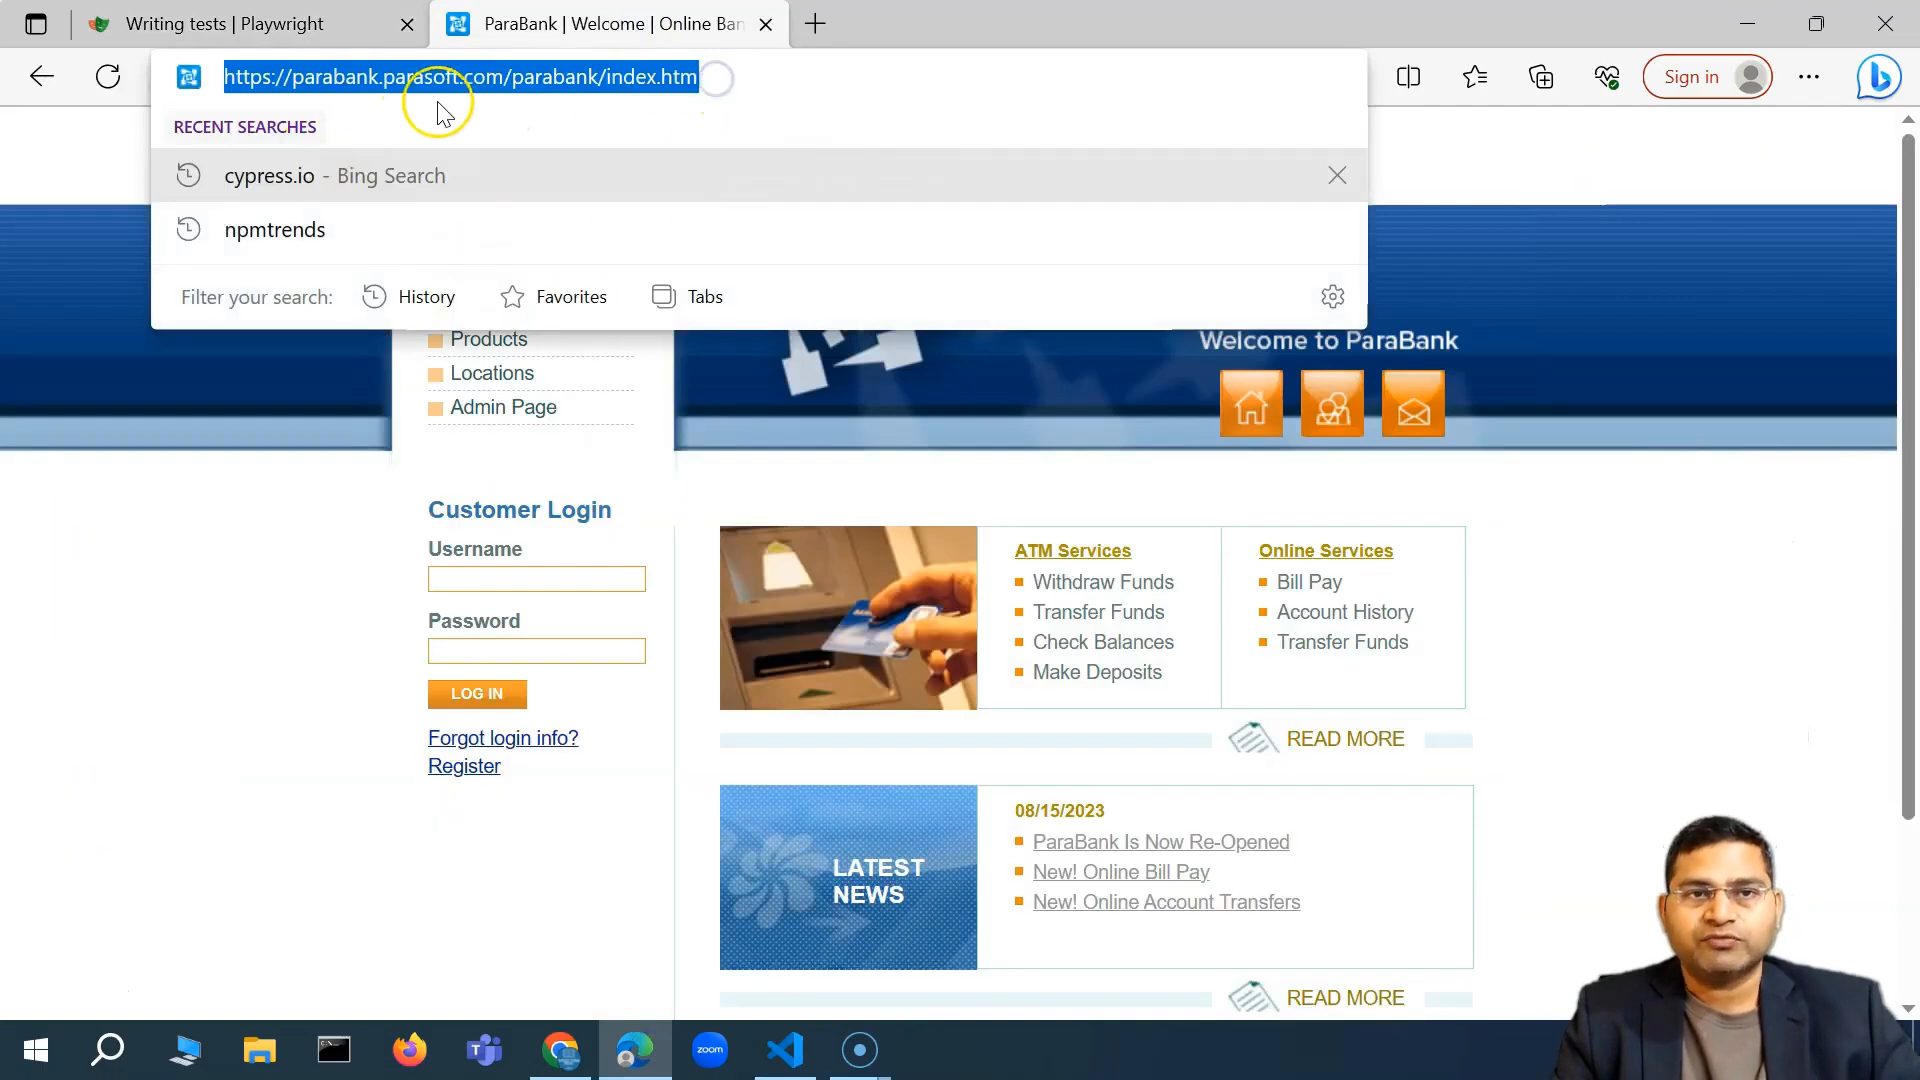 Writing tests | Playwright
ParaBank | Welcome | Online Ban
https://parabank.parasoft.com/parabank/index.htm
Sign in
RECENT SEARCHES
cypress.io - Bing Search
npmtrends
Filter your search: History Favorites Tabs
Products
Locations
Admin Page
Welcome to ParaBank
Customer Login
Username
Password
LOG IN
Forgot login info?
Register
ATM Services
Withdraw Funds
Transfer Funds
Check Balances
Make Deposits
Online Services
Bill Pay
Account History
Transfer Funds
READ MORE
LATEST
NEWS
08/15/2023
ParaBank Is Now Re-Opened
New! Online Bill Pay
New! Online Account Transfers
READ MORE
zoom